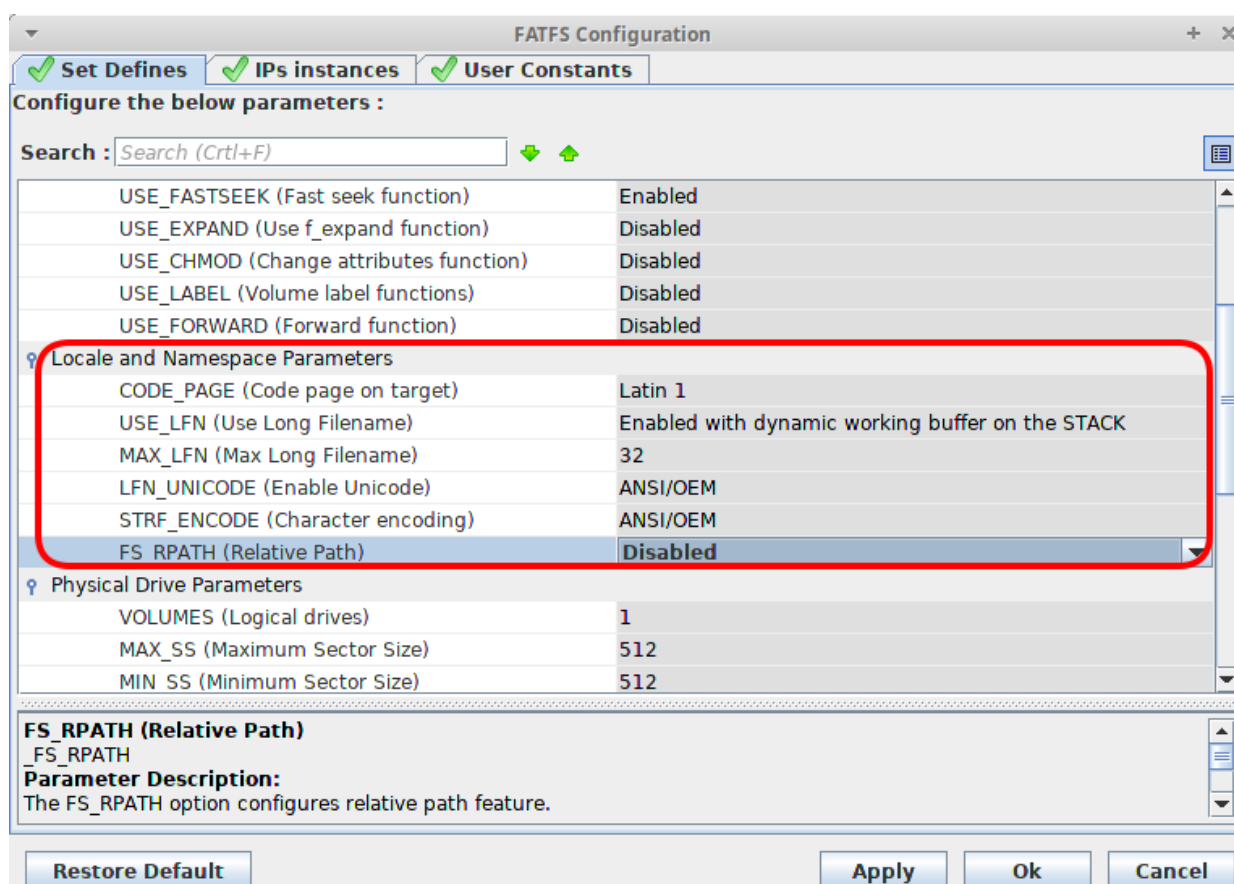 FATFS Configuration
Set Defines IPs instances User Constants
Configure the below parameters :
Search : Search (Crtl+F)
USE_FASTSEEK (Fast seek function) Enabled
USE_EXPAND (Use f_expand function) Disabled
USE_CHMOD (Change attributes function) Disabled
USE_LABEL (Volume label functions) Disabled
USE_FORWARD (Forward function) Disabled
Locale and Namespace Parameters
CODE_PAGE (Code page on target) Latin 1
USE_LFN (Use Long Filename) Enabled with dynamic working buffer on the STACK
MAX_LFN (Max Long Filename) 32
LFN_UNICODE (Enable Unicode) ANSI/OEM
STRF_ENCODE (Character encoding) ANSI/OEM
FS_RPATH (Relative Path) Disabled
Physical Drive Parameters
VOLUMES (Logical drives) 1
MAX_SS (Maximum Sector Size) 512
MIN_SS (Minimum Sector Size) 512
FS_RPATH (Relative Path)
_FS_RPATH
Parameter Description:
The FS_RPATH option configures relative path feature.
Restore Default Apply Ok Cancel